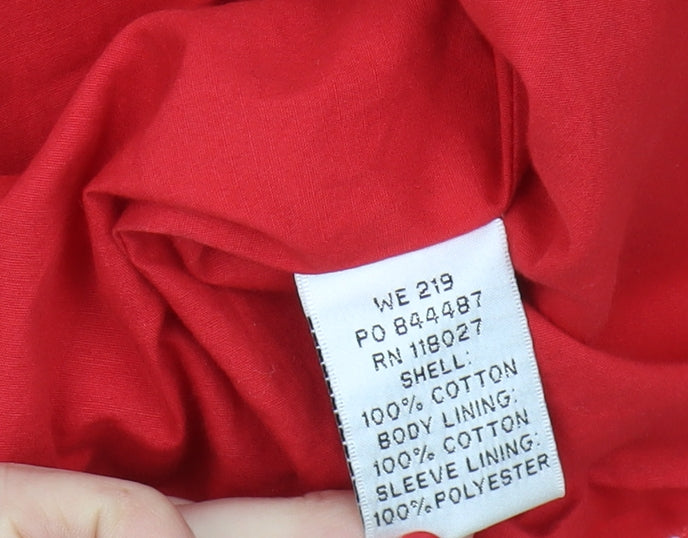 WE 219
PO 844487
RN 118027
SHELL:
100% COTTON
BODY LINING:
100% COTTON
SLEEVE LINING:
100% POLYESTER